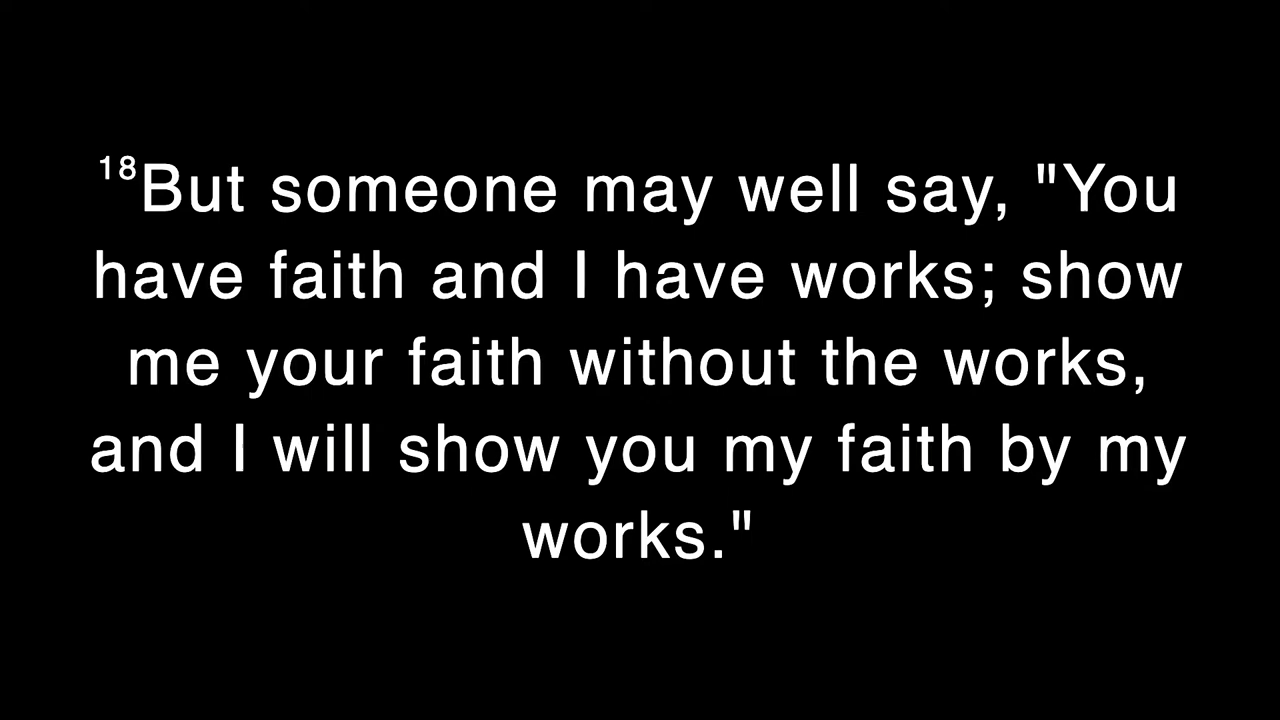 18But someone may well say, "You
have faith and I have works; show
me your faith without the works,
and I will show you my faith by my
works."